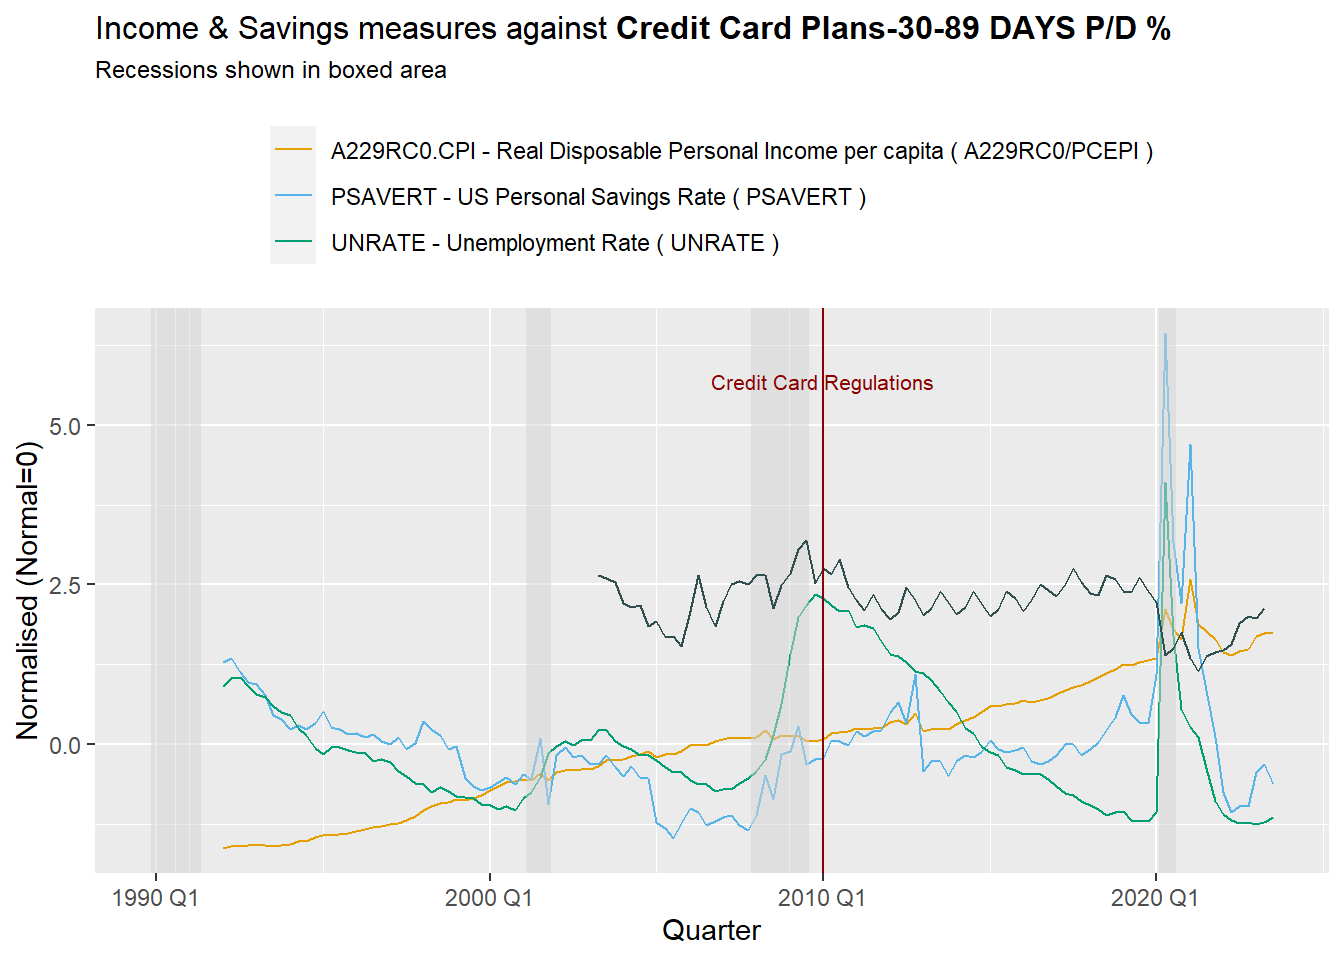 Income & Savings measures against Credit Card Plans-30-89 DAYS P/D %
Recessions shown in boxed area
A229RC0.CPI - Real Disposable Personal Income per capita ( A229RC0/PCEPI )
PSAVERT - US Personal Savings Rate ( PSAVERT )
UNRATE - Unemployment Rate ( UNRATE )
Credit Card Regulations
Normalised (Normal=0)
5.0
2.5
0.0
1990 Q1
2000 Q1
2010 Q1
2020 Q1
Quarter